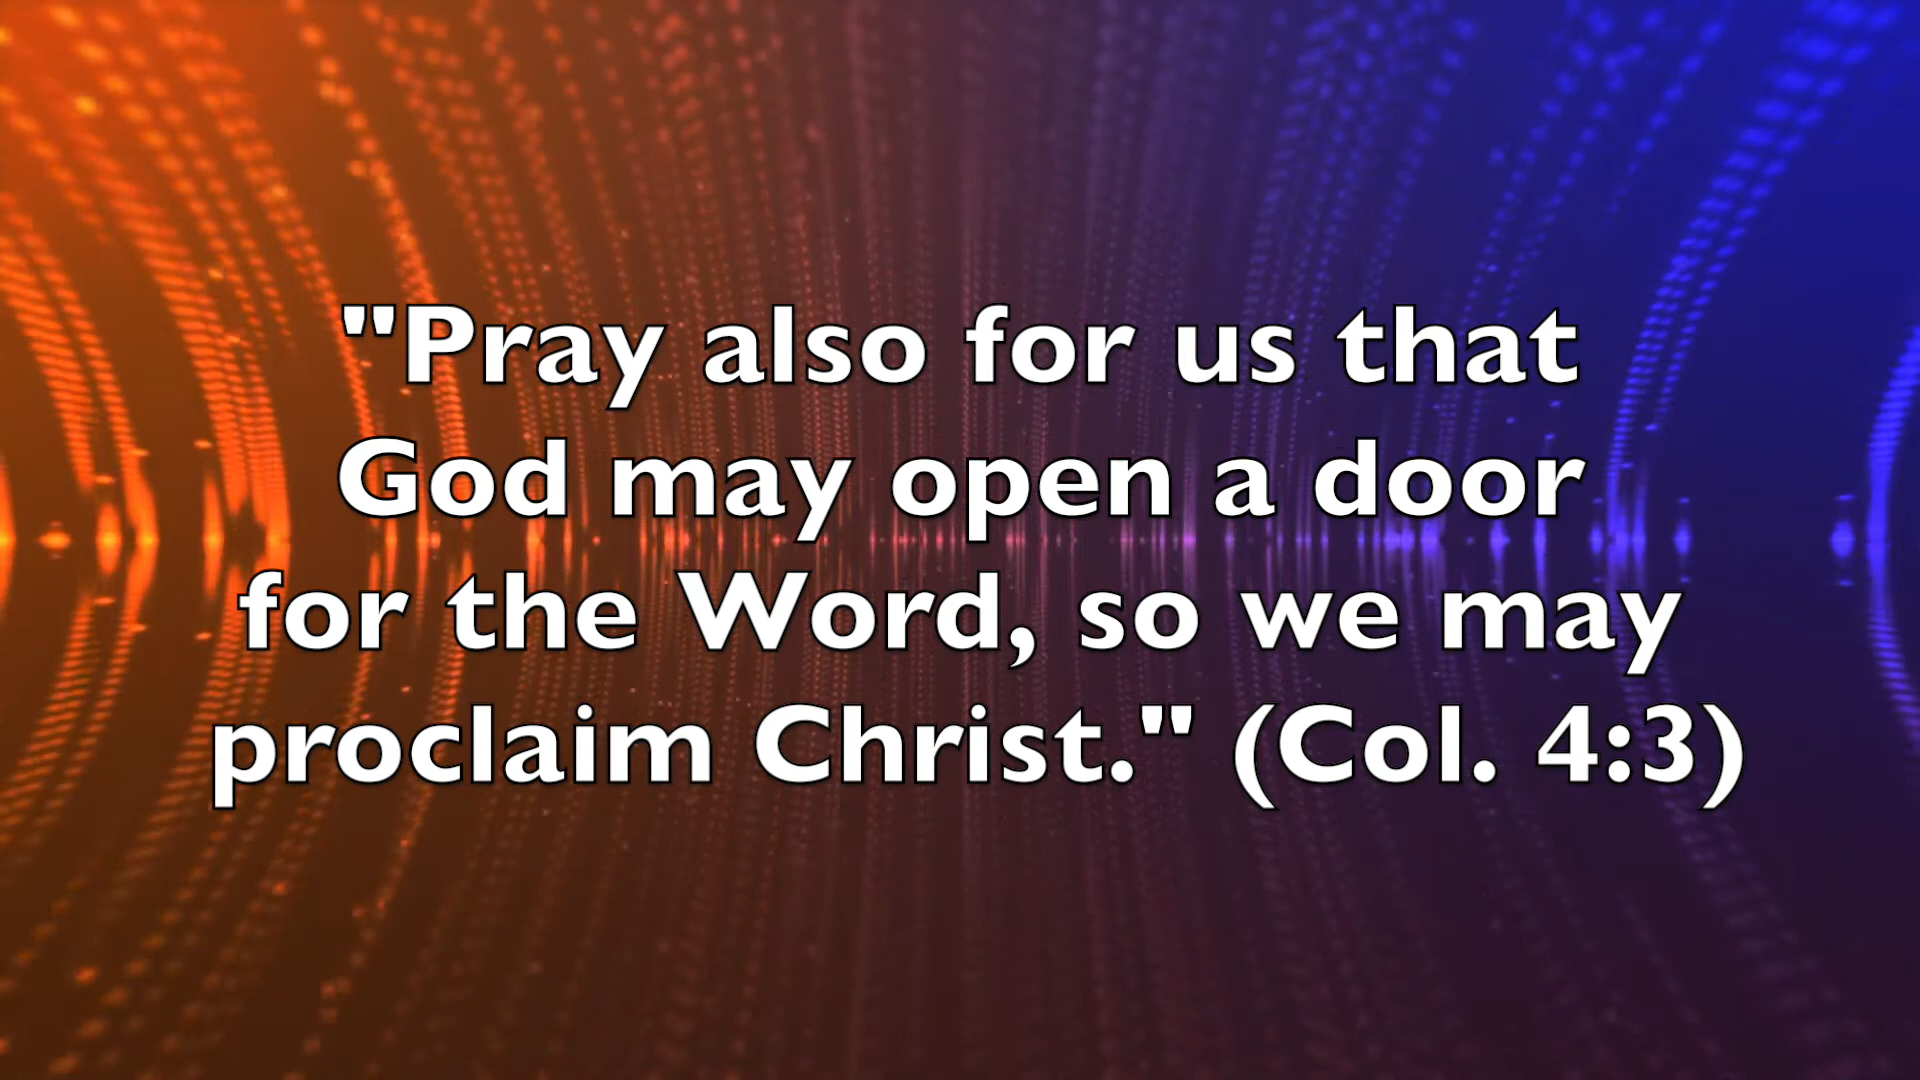 "Pray also for us that
God may open a door
for the Word, so we may
proclaim Christ." (Col. 4:3)